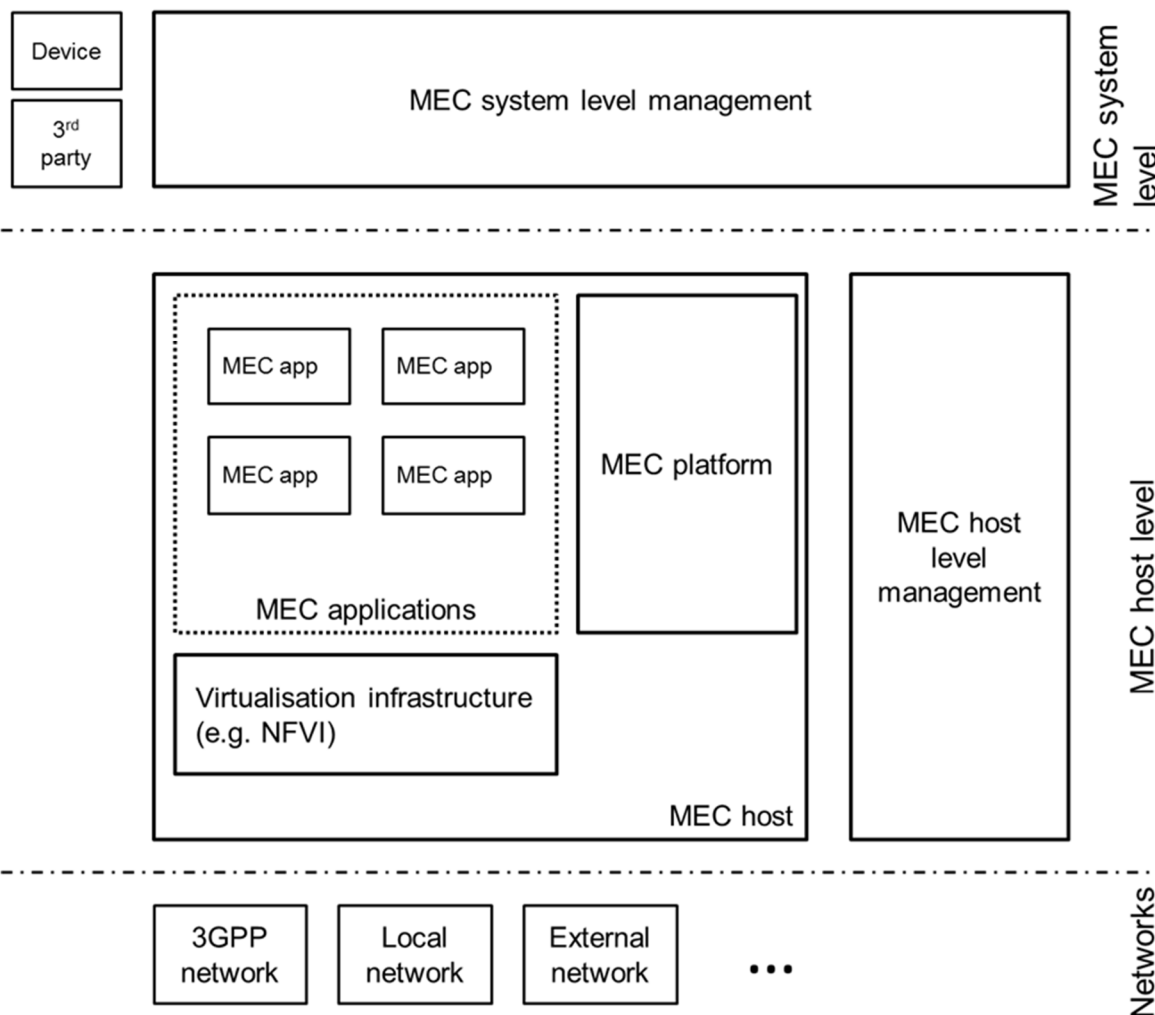 Device
3rd
party
MEC system level management
MEC system
level
MEC app
MEC app
MEC app
MEC app
MEC applications
MEC platform
Virtualisation infrastructure
(e.g. NFVI)
MEC host
MEC host
level
management
MEC host level
3GPP
network
Local
network
External
network
...
Networks